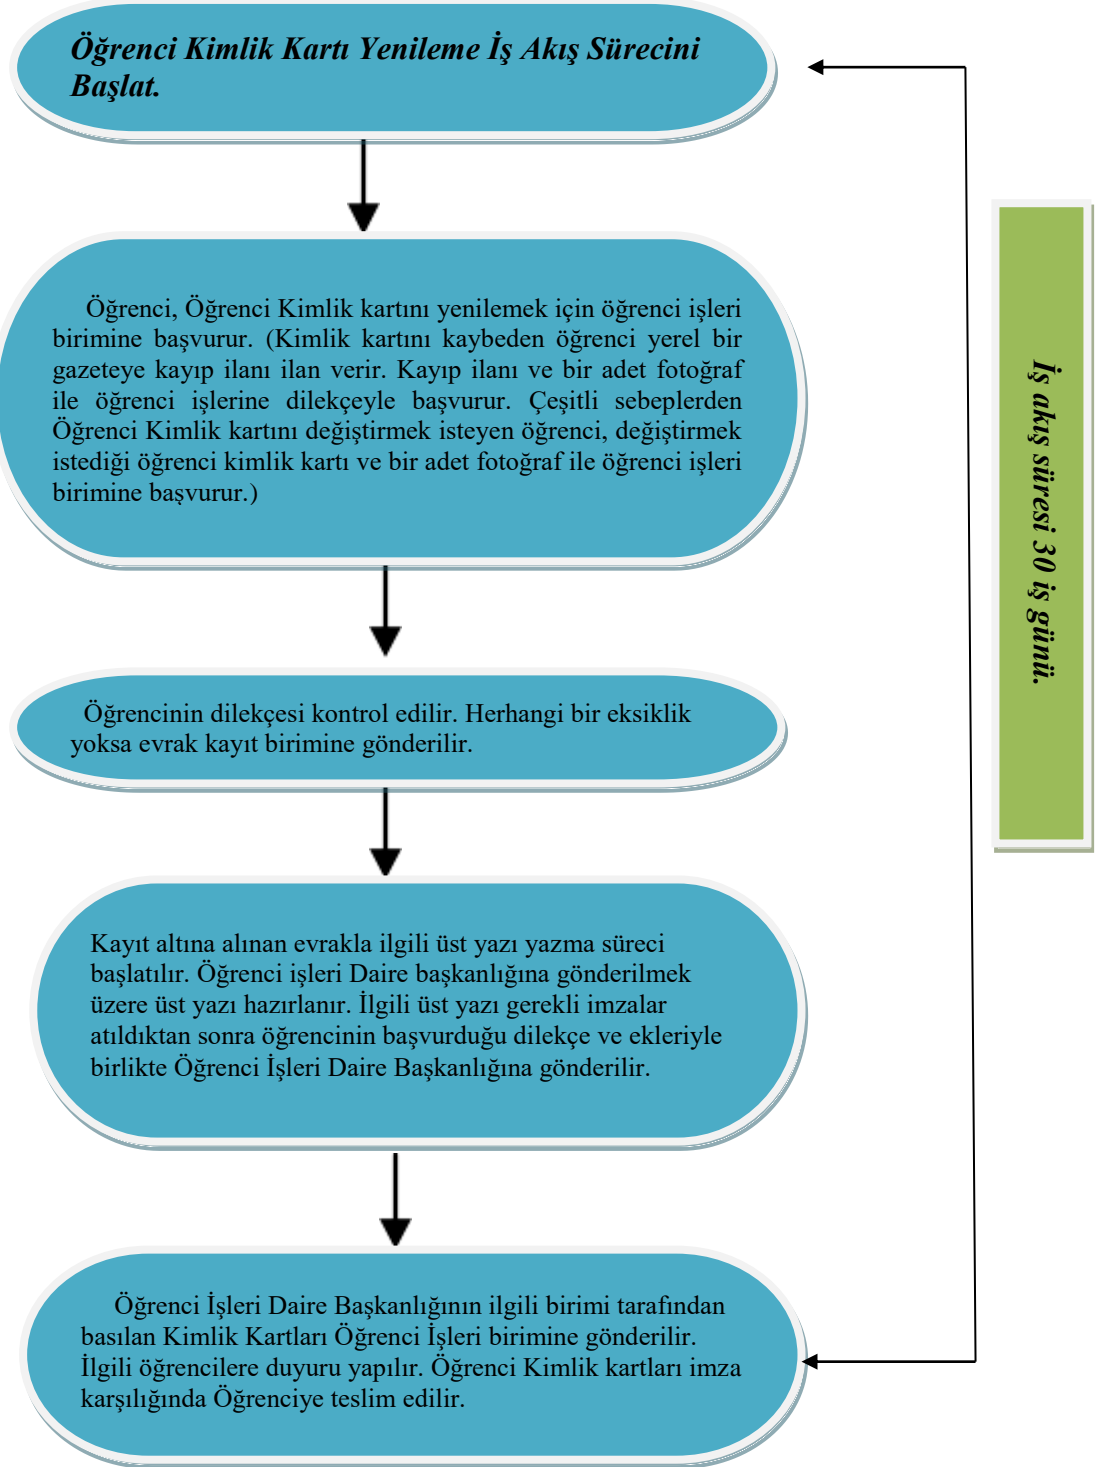 Öğrenci Kimlik Kartı Yenileme İş Akış Sürecini
Başlat.
Öğrenci, Öğrenci Kimlik kartını yenilemek için öğrenci işleri
birimine başvurur. (Kimlik kartını kaybeden öğrenci yerel bir
gazeteye kayıp ilanı ilan verir. Kayıp ilanı ve bir adet fotoğraf
ile öğrenci işlerine dilekçeyle başvurur. Çeşitli sebeplerden
Öğrenci Kimlik kartını değiştirmek isteyen öğrenci, değiştirmek
istediği öğrenci kimlik kartı ve bir adet fotoğraf ile öğrenci işleri
birimine başvurur.)
Öğrencinin dilekçesi kontrol edilir. Herhangi bir eksiklik
yoksa evrak kayıt birimine gönderilir.
Kayıt altına alınan evrakla ilgili üst yazı yazma süreci
başlatılır. Öğrenci işleri Daire başkanlığına gönderilmek
üzere üst yazı hazırlanır. İlgili üst yazı gerekli imzalar
atıldıktan sonra öğrencinin başvurduğu dilekçe ve ekleriyle
birlikte Öğrenci İşleri Daire Başkanlığına gönderilir.
Öğrenci İşleri Daire Başkanlığının ilgili birimi tarafından
basılan Kimlik Kartları Öğrenci İşleri birimine gönderilir.
İlgili öğrencilere duyuru yapılır. Öğrenci Kimlik kartları imza
karşılığında Öğrenciye teslim edilir.
İş akış süresi 30 iş günü.